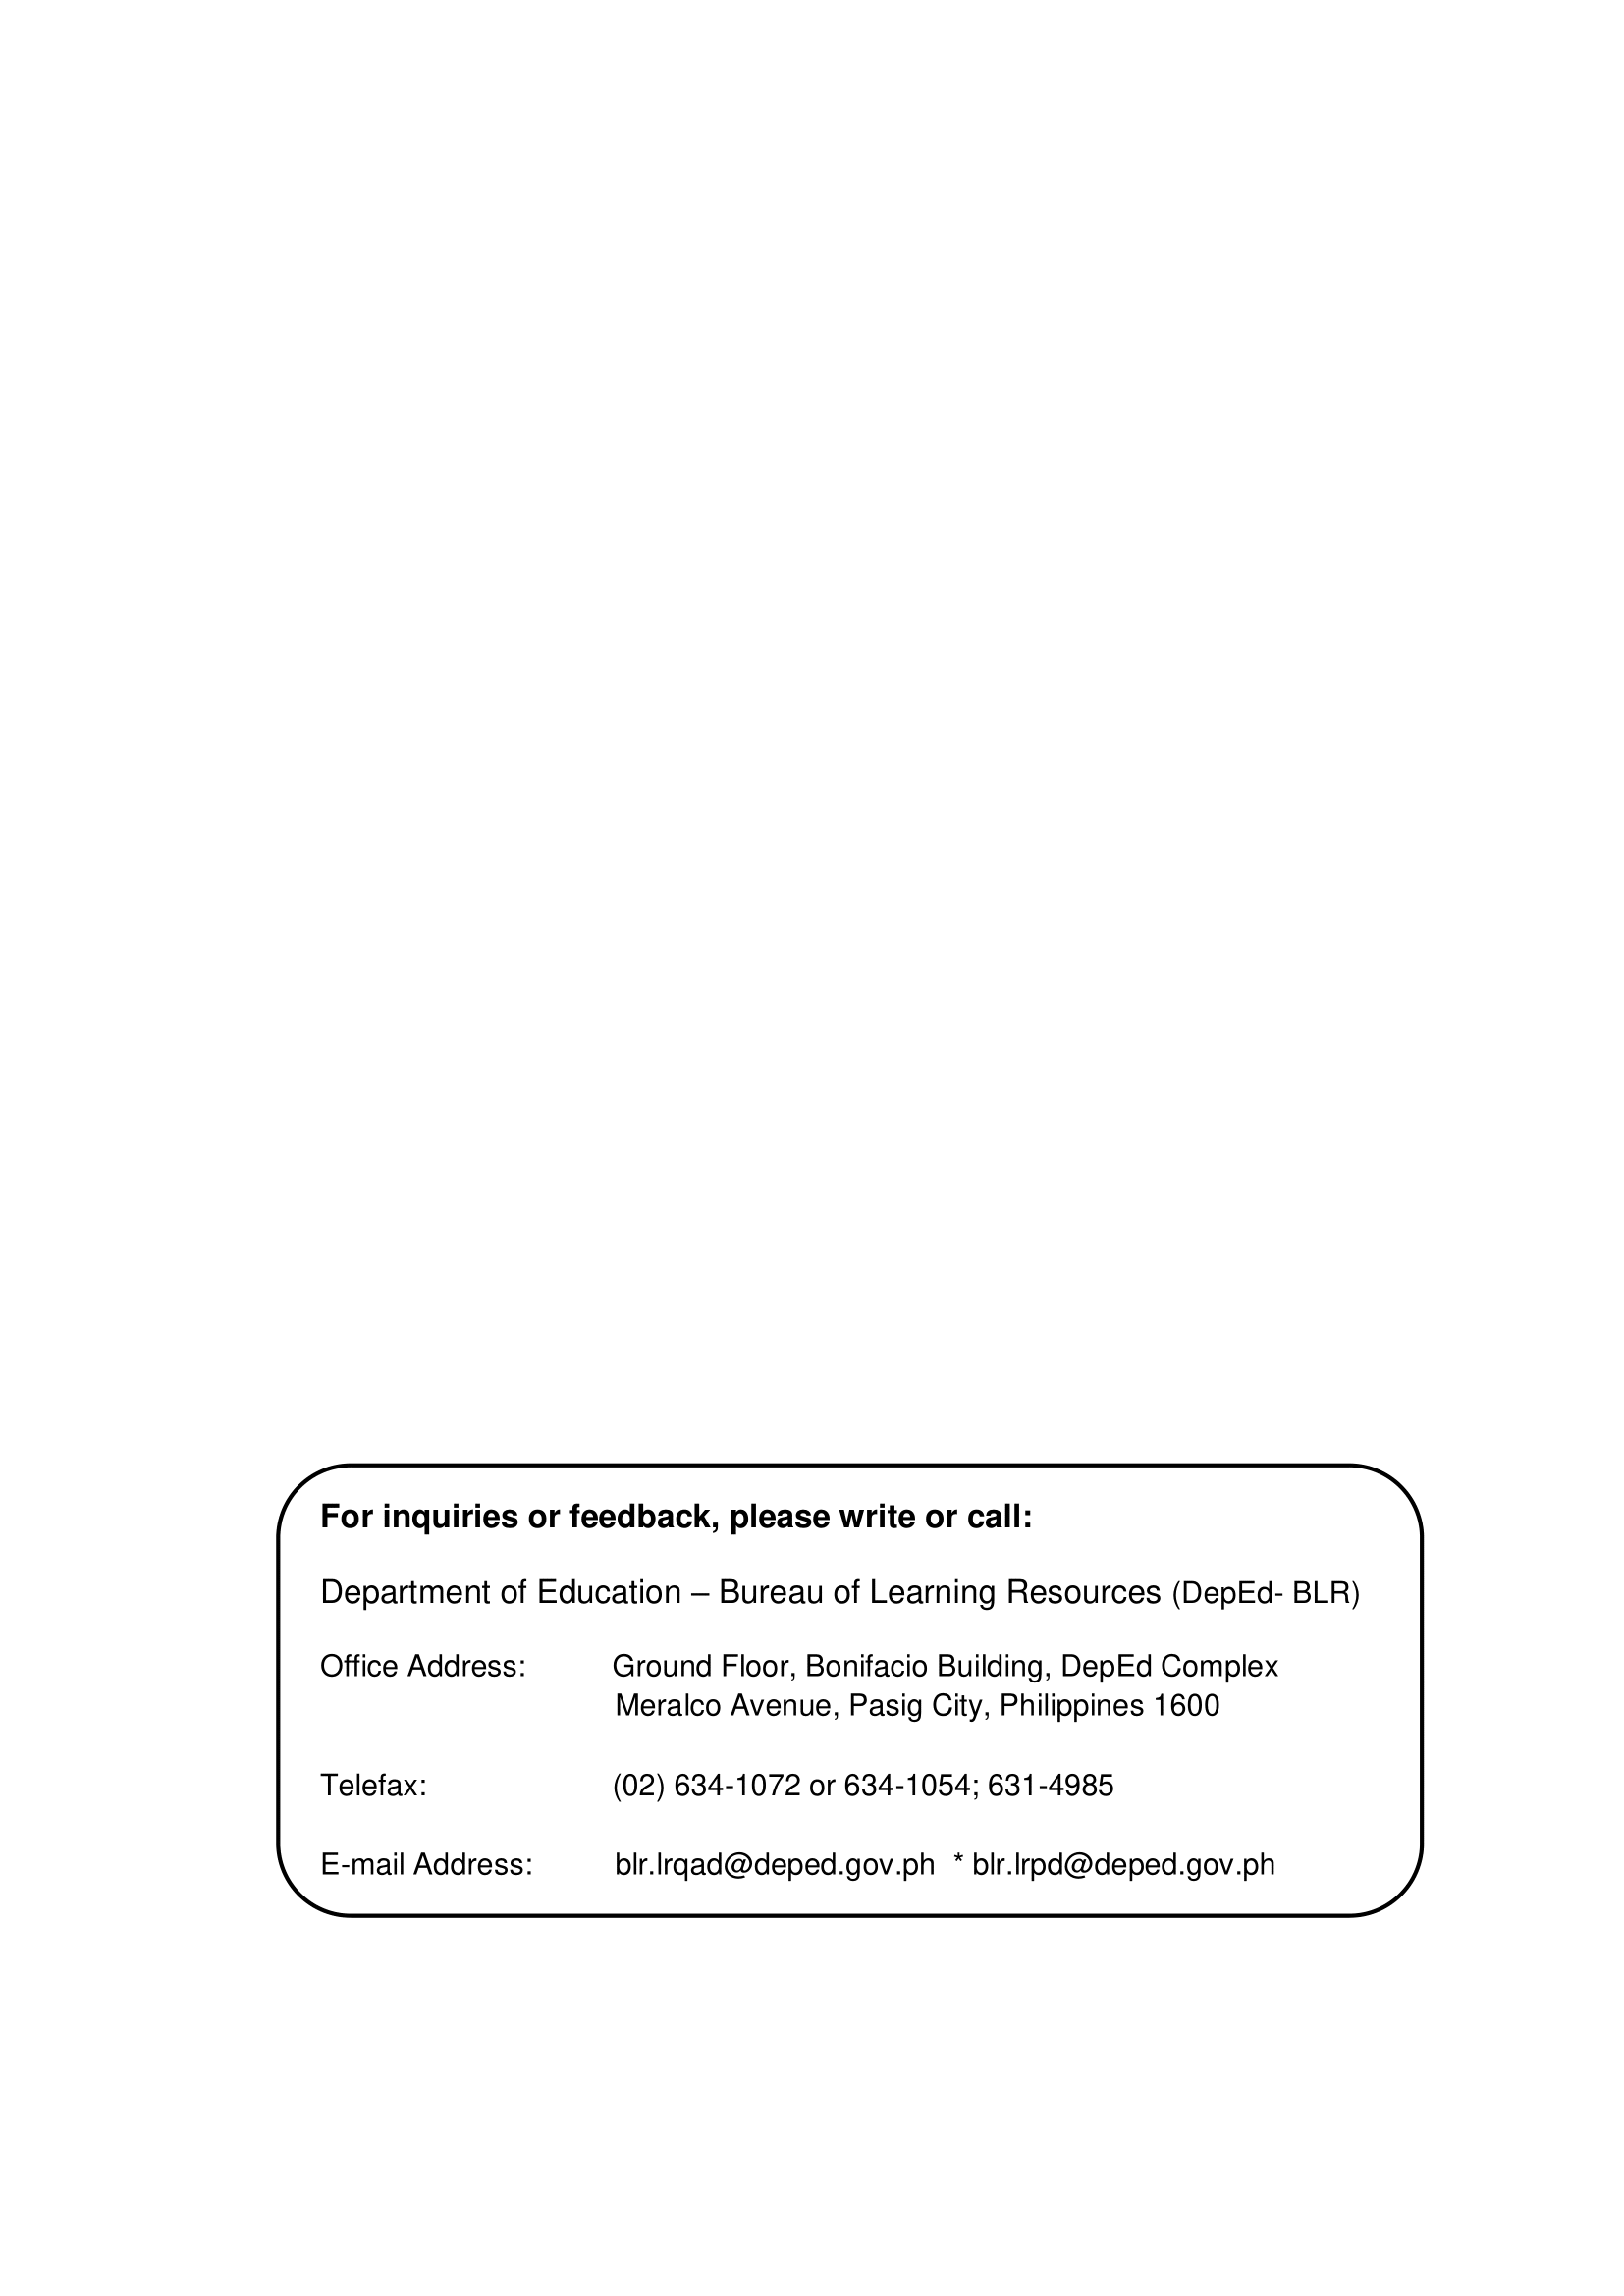 For inquiries or feedback, please write or call:
Department of Education – Bureau of Learning Resources (DepEd- BLR)
Office Address: Ground Floor, Bonifacio Building, DepEd Complex
Meralco Avenue, Pasig City, Philippines 1600
Telefax: (02) 634-1072 or 634-1054; 631-4985
E-mail Address: blr.lrqad@deped.gov.ph * blr.lrpd@deped.gov.ph